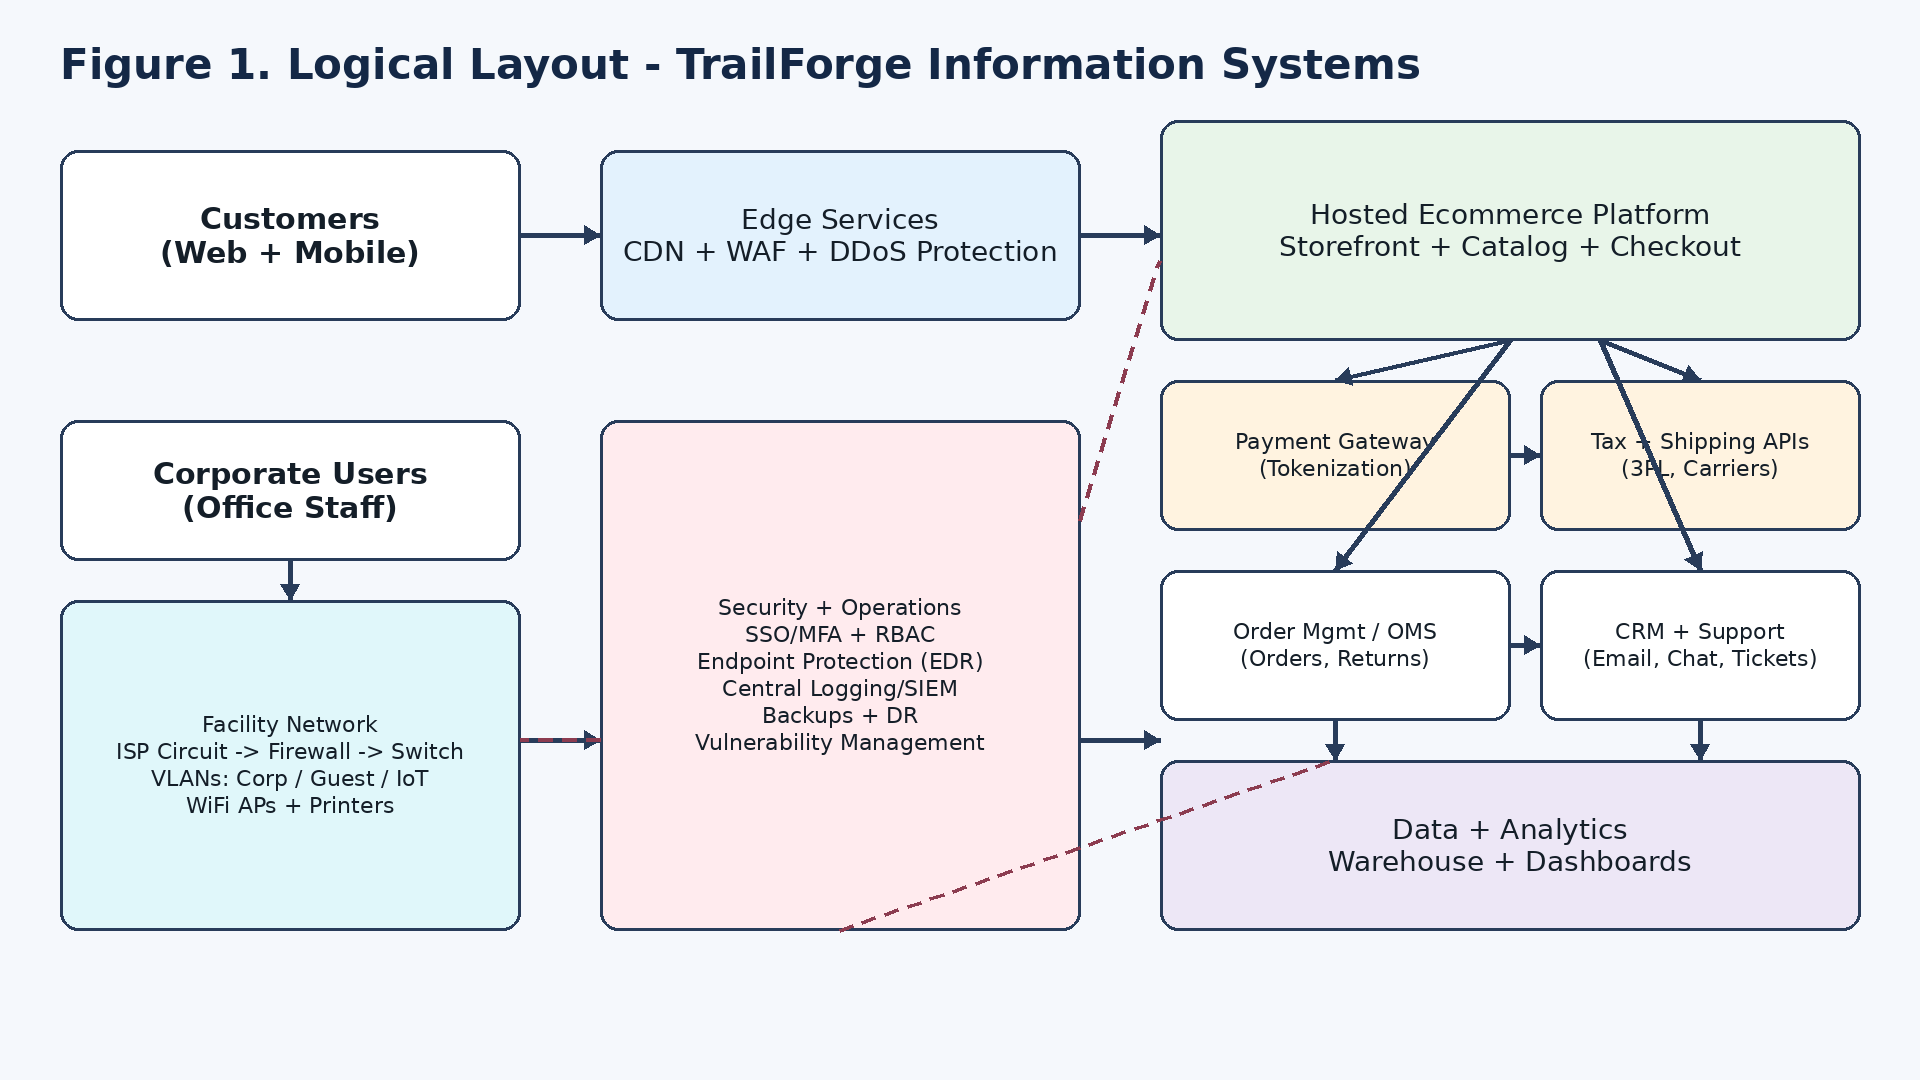 Figure 1. Logical Layout - TrailForge Information Systems
Customers
(Web + Mobile)
Edge Services
CDN + WAF + DDoS Protection
Hosted Ecommerce Platform
Storefront + Catalog + Checkout
Corporate Users
(Office Staff)
Payment Gateway
(Tokenization)
Tax + Shipping APIs
(3PL, Carriers)
Facility Network
ISP Circuit -> Firewall -> Switch
VLANs: Corp / Guest / IoT
WiFi APs + Printers
Security + Operations
SSO/MFA + RBAC
Endpoint Protection (EDR)
Central Logging/SIEM
Backups + DR
Vulnerability Management
Order Mgmt / OMS
(Orders, Returns)
CRM + Support
(Email, Chat, Tickets)
Data + Analytics
Warehouse + Dashboards